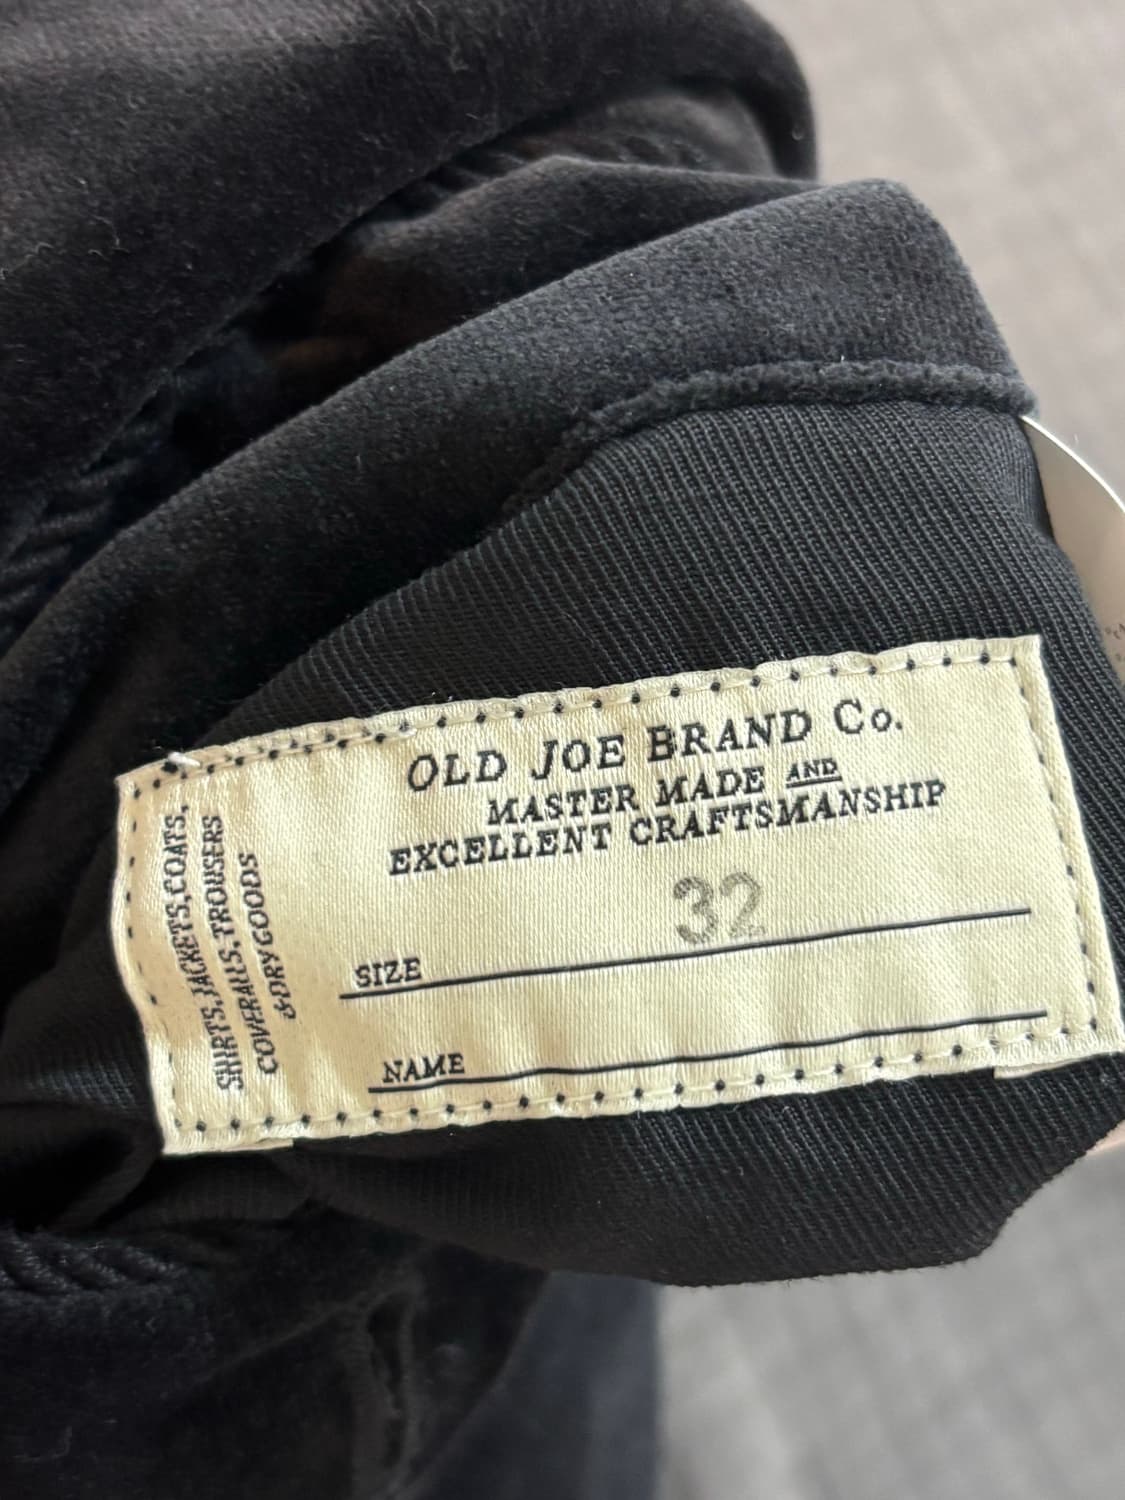 OLD JOE BRAND Co.
MASTER MADE AND
EXCELLENT CRAFTSMANSHIP
32
SIZE
NAME
SHIRTS,JACKETS,COATS,
COVERALLS,TROUSERS
&DRY GOODS